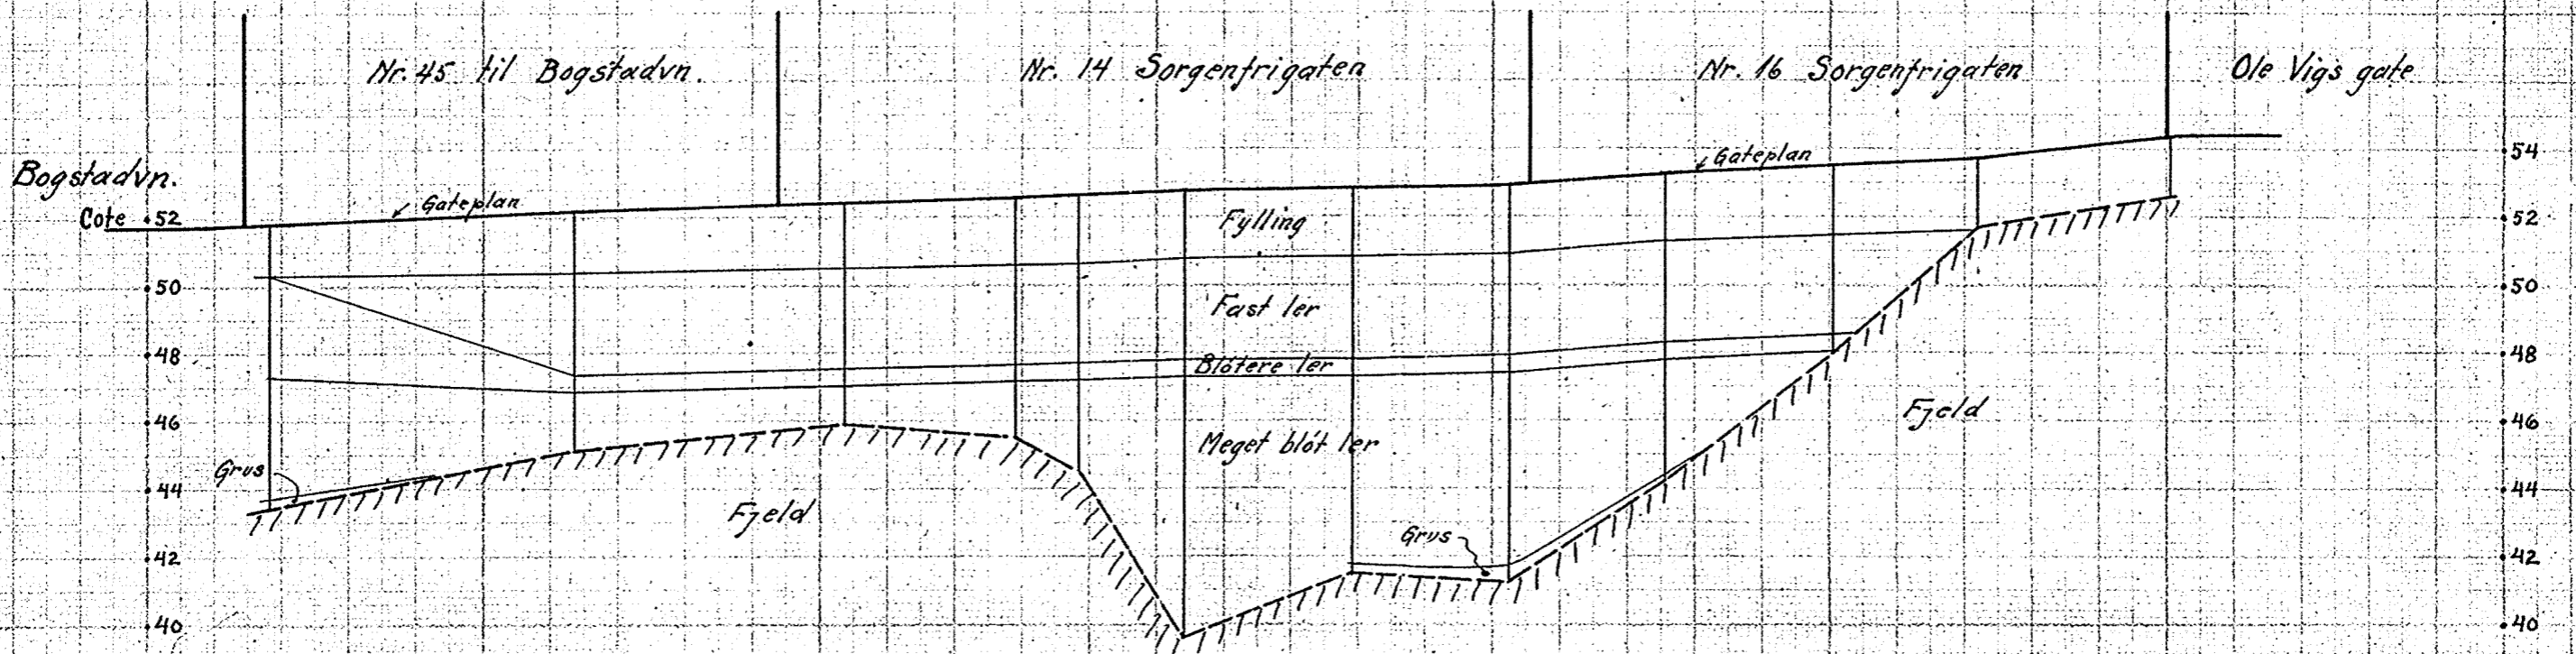 Nr. 45 til Bogstadvn.
Nr. 14 Sorgenfrigaten
Nr. 16 Sorgenfrigaten
Ole Vigs gate
Bogstadvn.
Cote 52
Gateplan
Gateplan
54
52
Fylling
50
50
Fast ler
48
48
Blötere ler
46
46
Fjeld
Meget blöt ler
Grus
44
44
Fjeld
Grus
42
42
40
40